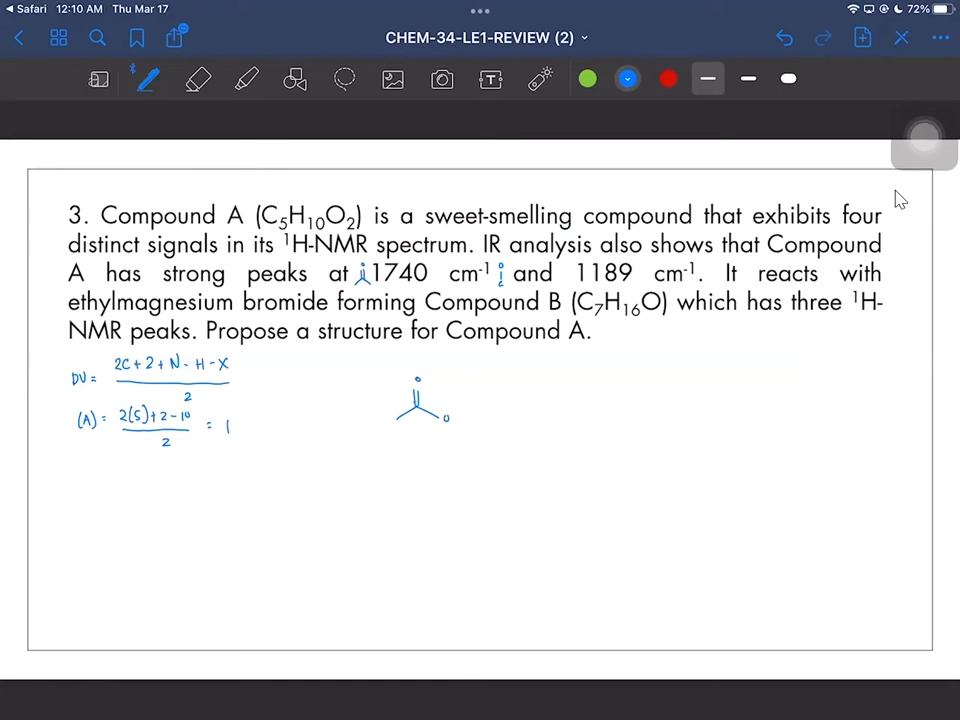 Safari 12:10 AM Thu Mar 17
72%
CHEM-34-LE1-REVIEW (2)
T
3. Compound A (C5H10O2) is a sweet-smelling compound that exhibits four
distinct signals in its 1H-NMR spectrum. IR analysis also shows that Compound
A has strong peaks at 1740 cm-1 and 1189 cm-1. It reacts with
ethylmagnesium bromide forming Compound B (C7H16O) which has three 1H-
NMR peaks. Propose a structure for Compound A.
DU = 2C + 2 + N - H - X
2
(A) = 2(5) + 2 - 10 = 1
2
o
o